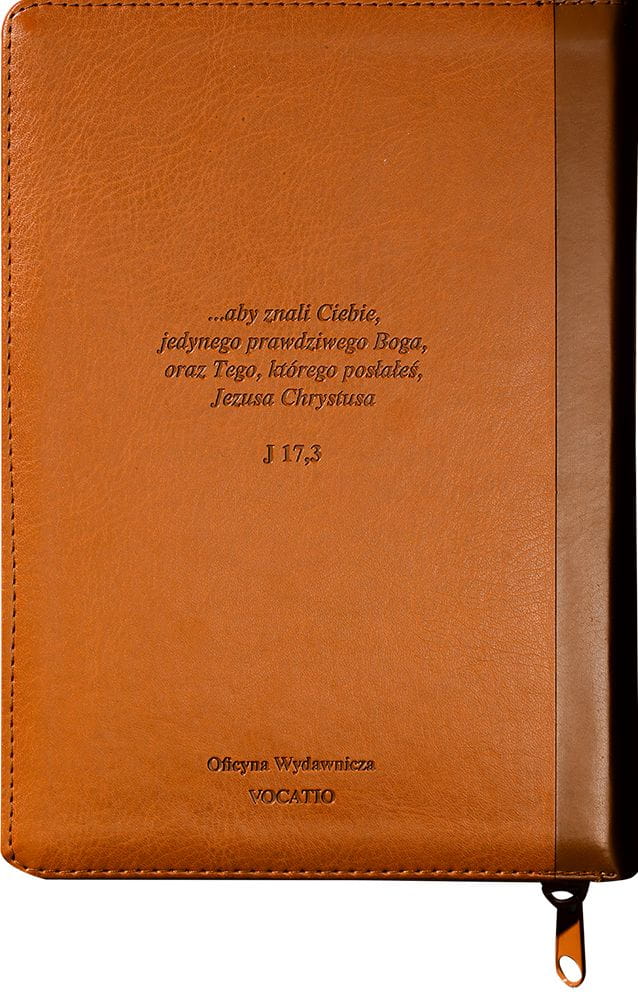 ...aby znali Ciebie,
jedynego prawdziwego Boga,
oraz Tego, którego posłałeś,
Jezusa Chrystusa
J 17,3
Oficyna Wydawnicza
VOCATIO